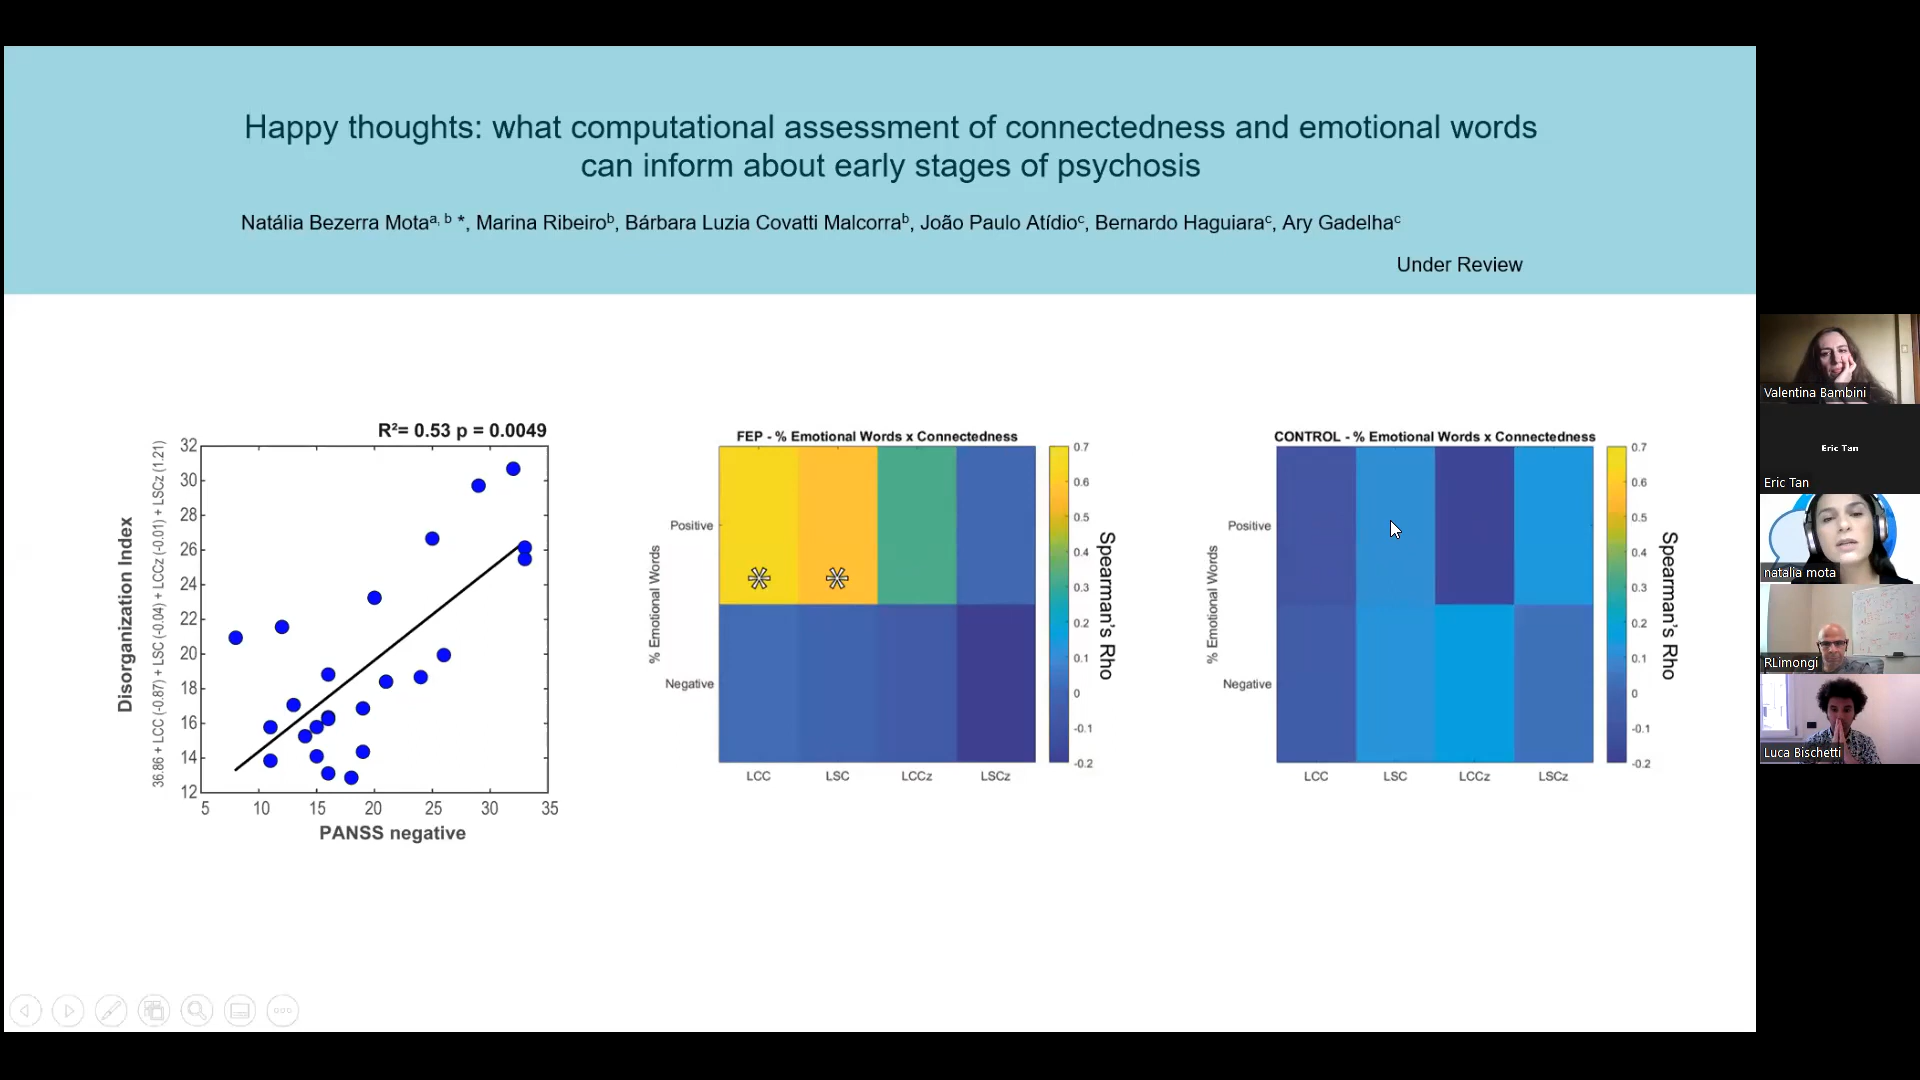 Happy thoughts: what computational assessment of connectedness and emotional words
can inform about early stages of psychosis
Natália Bezerra Motaᵃ, ᵇ *, Marina Ribeiroᵇ, Bárbara Luzia Covatti Malcorraᵇ, João Paulo Atídioᶜ, Bernardo Haguiaraᶜ, Ary Gadelhaᶜ
Under Review
R²= 0.53 p = 0.0049
Disorganization Index
36.86 + LCC (-0.87) + LSC (-0.04) + LCCz (-0.01) + LSCz (1.21)
32
30
28
26
24
22
20
18
16
14
12
5 10 15 20 25 30 35
PANSS negative
FEP - % Emotional Words x Connectedness
% Emotional Words
Positive
Negative
LCC LSC LCCz LSCz
0.7
0.6
0.5
0.4
0.3
0.2
0.1
0
-0.1
-0.2
Spearman's Rho
CONTROL - % Emotional Words x Connectedness
% Emotional Words
Positive
Negative
LCC LSC LCCz LSCz
0.7
0.6
0.5
0.4
0.3
0.2
0.1
0
-0.1
-0.2
Spearman's Rho
Valentina Bambini
Eric Tan
Eric Tan
natalia mota
RLimongi
Luca Bischetti